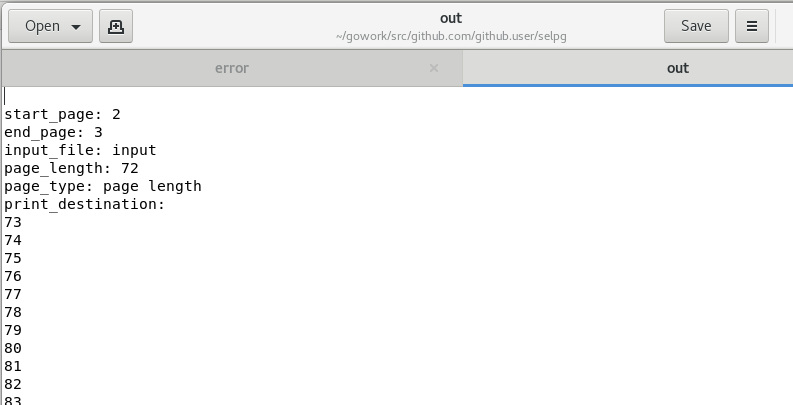 Open
out
~/gowork/src/github.com/github.user/selpg
Save
error
out
start_page: 2
end_page: 3
input_file: input
page_length: 72
page_type: page length
print_destination:
73
74
75
76
77
78
79
80
81
82
83